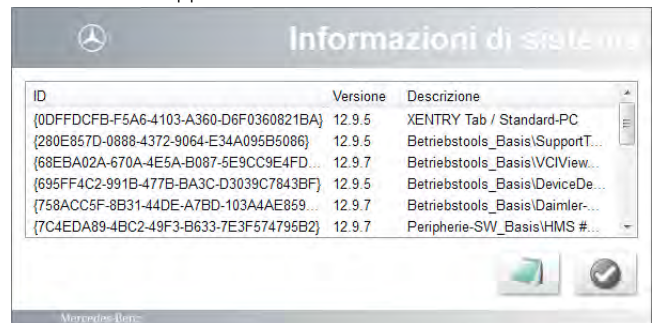 Informazioni di sistema
ID Versione Descrizione
{0DFFDCFB-F5A6-4103-A360-D6F0360821BA} 12.9.5 XENTRY Tab / Standard-PC
{280E857D-0888-4372-9064-E34A095B5086} 12.9.5 Betriebstools_Basis\SupportT...
{68EBA02A-670A-4E5A-B087-5E9CC9E4FD... 12.9.7 Betriebstools_Basis\VCIView...
{695FF4C2-991B-477B-BA3C-D3039C7843BF} 12.9.5 Betriebstools_Basis\DeviceDe...
{758ACC5F-8B31-44DE-A7BD-103A4AE859... 12.9.7 Betriebstools_Basis\Daimler-...
{7C4EDA89-4BC2-49F3-B633-7E3F574795B2} 12.9.7 Peripherie-SW_Basis\HMS #...
Mercedes-Benz